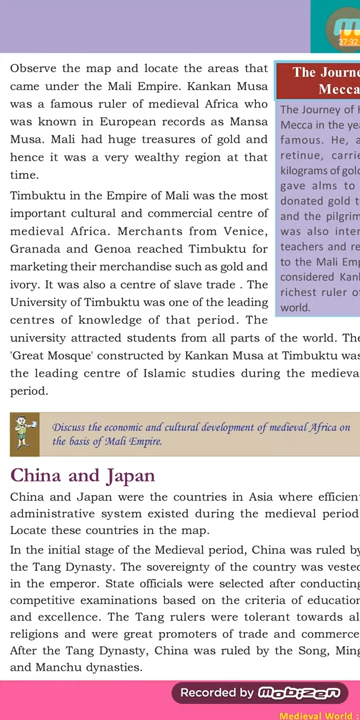 37:32
Observe the map and locate the areas that
came under the Mali Empire. Kankan Musa
was a famous ruler of medieval Africa who
was known in European records as Mansa
Musa. Mali had huge treasures of gold and
hence it was a very wealthy region at that
time.
Timbuktu in the Empire of Mali was the most
important cultural and commercial centre of
medieval Africa. Merchants from Venice,
Granada and Genoa reached Timbuktu for
marketing their merchandise such as gold and
ivory. It was also a centre of slave trade . The
University of Timbuktu was one of the leading
centres of knowledge of that period. The
university attracted students from all parts of the world. The
'Great Mosque' constructed by Kankan Musa at Timbuktu was
the leading centre of Islamic studies during the medieva
period.
The Journe
Mecca
The Journey of
Mecca in the yea
famous. He, a
retinue, carrie
kilograms of gol
gave alms to
donated gold t
and the pilgrim
was also inter
teachers and re
to the Mali Emp
considered Kan
richest ruler o
world.
Discuss the economic and cultural development of medieval Africa on
the basis of Mali Empire.
China and Japan
China and Japan were the countries in Asia where efficien
administrative system existed during the medieval period
Locate these countries in the map.
In the initial stage of the Medieval period, China was ruled by
the Tang Dynasty. The sovereignty of the country was vested
in the emperor. State officials were selected after conducting
competitive examinations based on the criteria of education
and excellence. The Tang rulers were tolerant towards al
religions and were great promoters of trade and commerce
After the Tang Dynasty, China was ruled by the Song, Ming
and Manchu dynasties.
Recorded by mobizen
Medieval World :